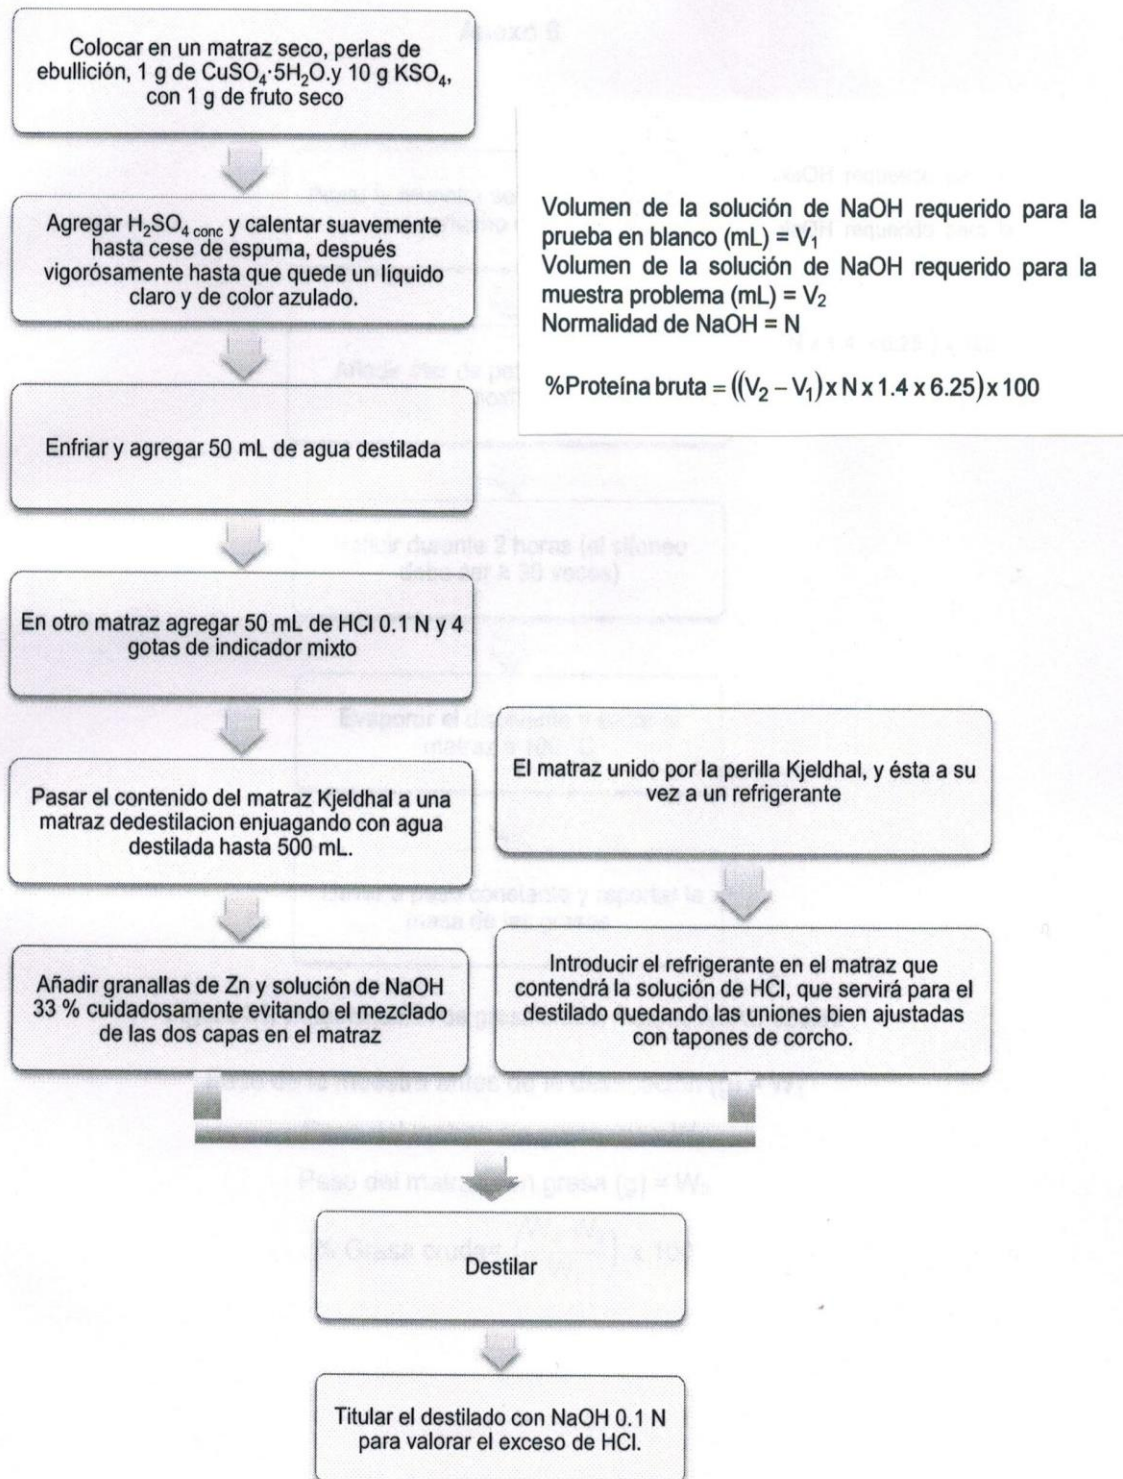 Anexo 6
Colocar en un matraz seco, perlas de
ebullición, 1 g de CuSO₄·5H₂O.y 10 g KSO₄,
con 1 g de fruto seco
Agregar H₂SO₄ conc y calentar suavemente
hasta cese de espuma, después
vigorósamente hasta que quede un líquido
claro y de color azulado.
Enfriar y agregar 50 mL de agua destilada
En otro matraz agregar 50 mL de HCl 0.1 N y 4
gotas de indicador mixto
Pasar el contenido del matraz Kjeldhal a una
matraz dedestilacion enjuagando con agua
destilada hasta 500 mL.
Añadir granallas de Zn y solución de NaOH
33 % cuidadosamente evitando el mezclado
de las dos capas en el matraz
Volumen de la solución de NaOH requerido para la
prueba en blanco (mL) = V₁
Volumen de la solución de NaOH requerido para la
muestra problema (mL) = V₂
Normalidad de NaOH = N
%Proteína bruta = ((V₂ – V₁) x N x 1.4 x 6.25) x 100
El matraz unido por la perilla Kjeldhal, y ésta a su
vez a un refrigerante
Introducir el refrigerante en el matraz que
contendrá la solución de HCl, que servirá para el
destilado quedando las uniones bien ajustadas
con tapones de corcho.
Destilar
Titular el destilado con NaOH 0.1 N
para valorar el exceso de HCl.